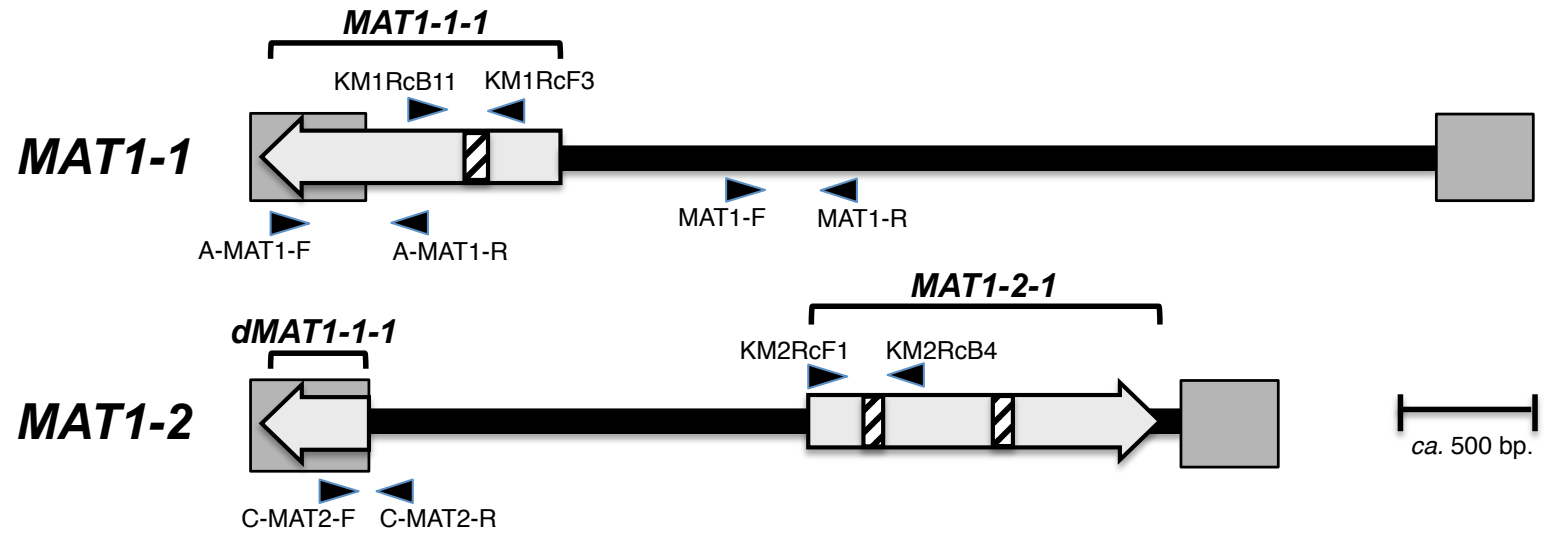 MAT1-1-1
KM1RcB11 KM1RcF3
MAT1-1
MAT1-F MAT1-R
A-MAT1-F A-MAT1-R
MAT1-2-1
dMAT1-1-1
KM2RcF1 KM2RcB4
MAT1-2
ca. 500 bp.
C-MAT2-F C-MAT2-R